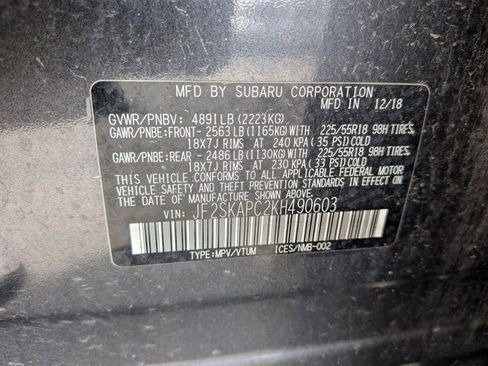 MFD BY SUBARU CORPORATION
MFD IN 12/18
GVWR/PNBV: 4891LB(2223KG)
GAWR/PNBE:FRONT- 2563LB(1165KG)WITH 225/55R18 98H TIRES,
18X7J RIMS AT 240 KPA(35 PSI)COLD
GAWR/PNBE:REAR - 2486LB(1130KG)WITH 225/55R18 98H TIRES,
18X7J RIMS AT 230 KPA(33 PSI)COLD
THIS VEHICLE CONFORMS TO ALL APPLICABLE FEDERAL MOTOR
VEHICLE SAFETY, BUMPER, AND THEFT PREVENTION STANDARDS
IN EFFECT ON THE DATE OF MANUFACTURE SHOWN ABOVE.
VIN: JF2SKAPC2KH490603
TYPE:MPV/VTUM ICES/NMB-002